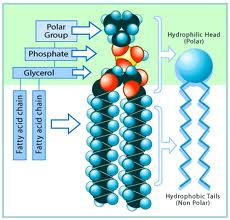 Polar
Group
Phosphate
Glycerol
Fatty acid chain
Fatty acid chain
Hydrophilic Head
(Polar)
Hydrophobic Tails
(Non Polar)